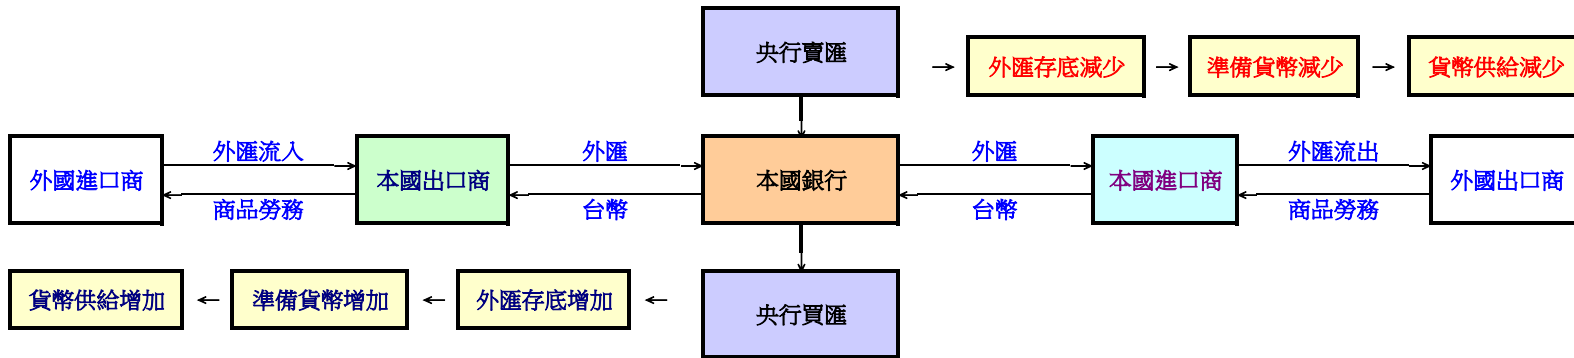 央行賣匯
外匯存底減少
準備貨幣減少
貨幣供給減少
外匯流入
外匯
外匯
外匯流出
外國進口商
本國出口商
本國銀行
本國進口商
外國出口商
商品勞務
台幣
台幣
商品勞務
貨幣供給增加
準備貨幣增加
外匯存底增加
央行買匯